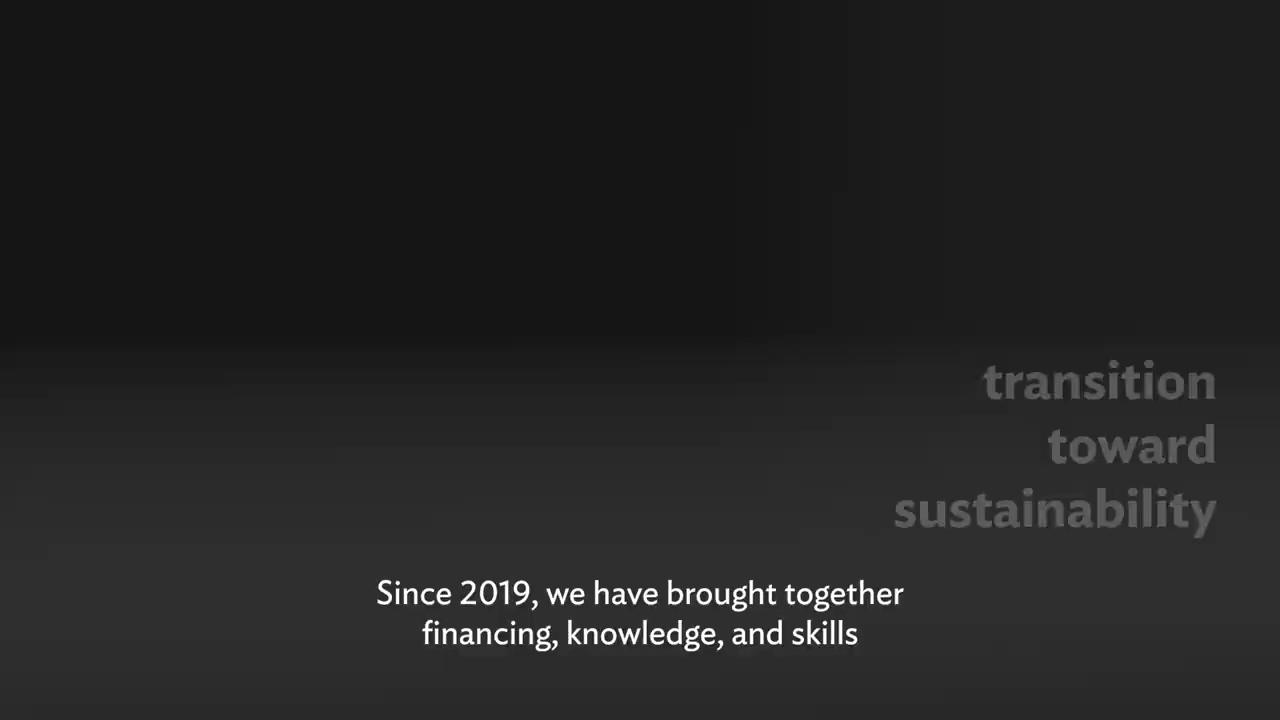 transition
toward
sustainability
Since 2019, we have brought together
financing, knowledge, and skills